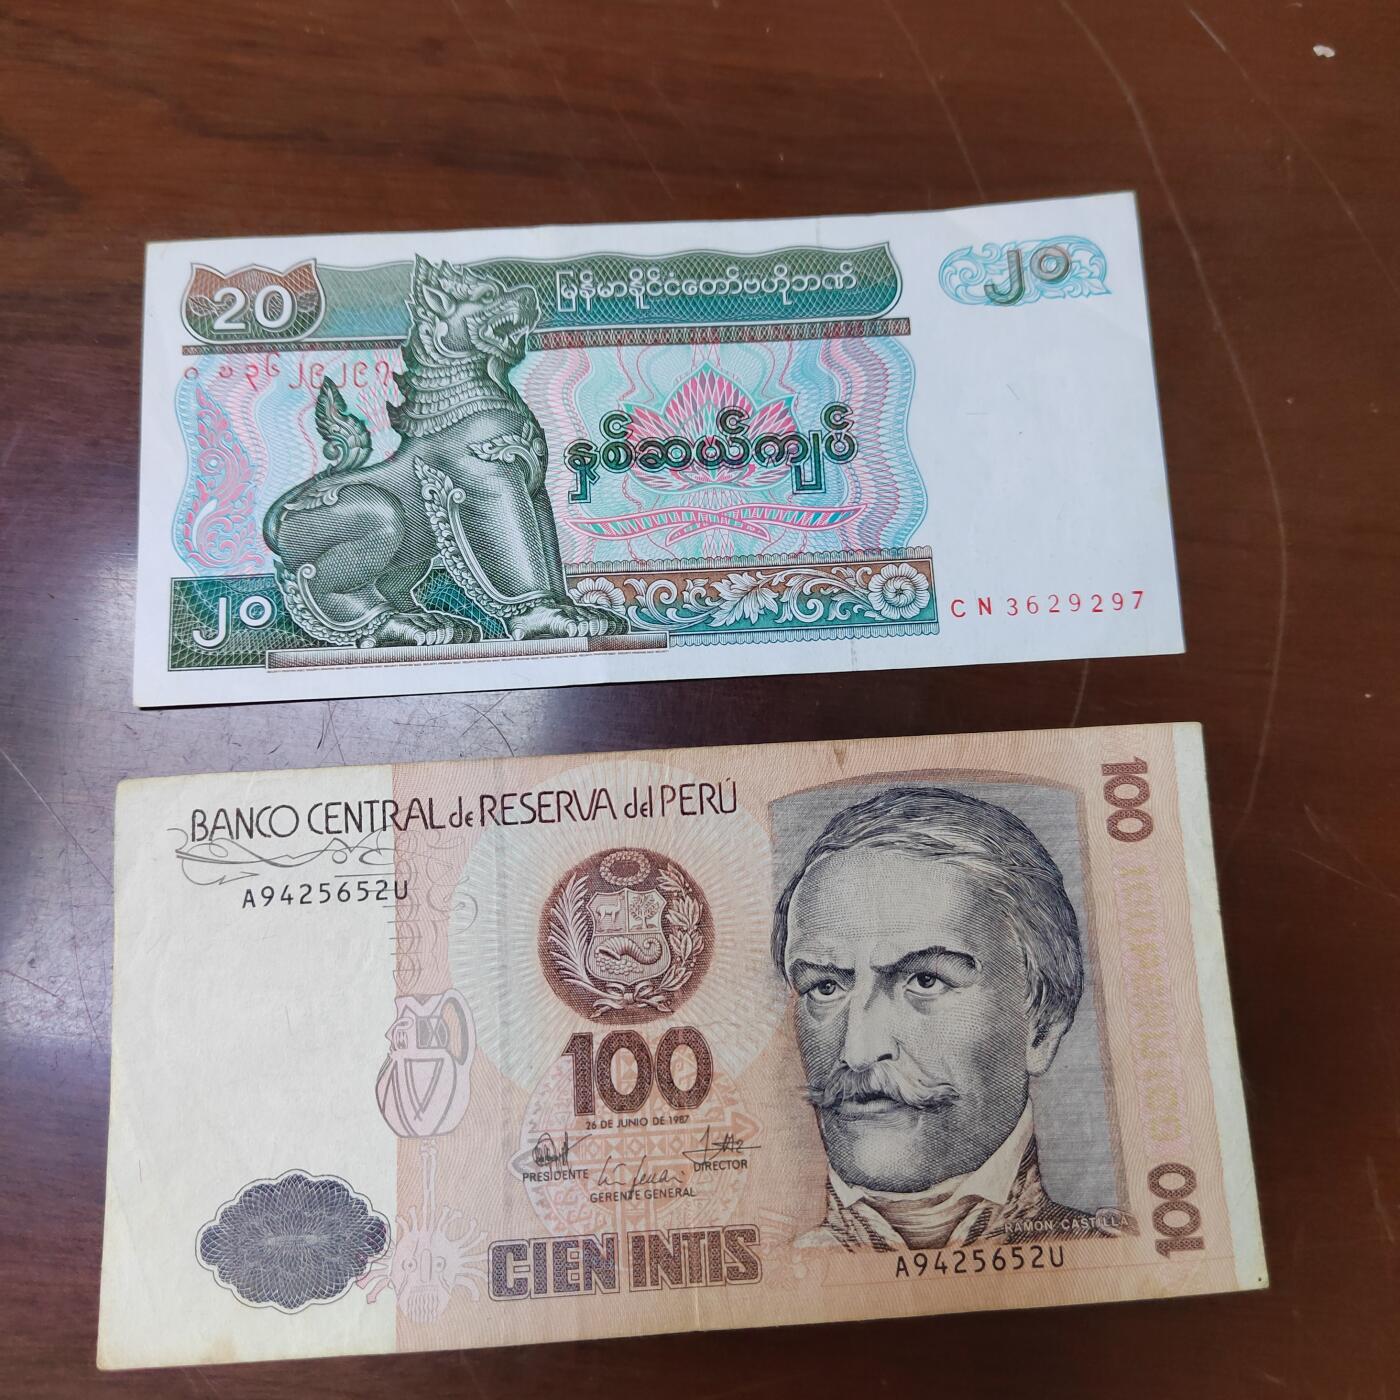 20
မြန်မာနိုင်ငံတော်ဗဟိုဘဏ်
၂၀
နှစ်ဆယ်ကျပ်
၂၀
CN 3629297
BANCO CENTRAL de RESERVA del PERÚ
A9425652U
100
100
26 DE JUNIO DE 1987
PRESIDENTE
DIRECTOR
GERENTE GENERAL
CIEN INTIS
RAMON CASTILLA
A9425652U
100